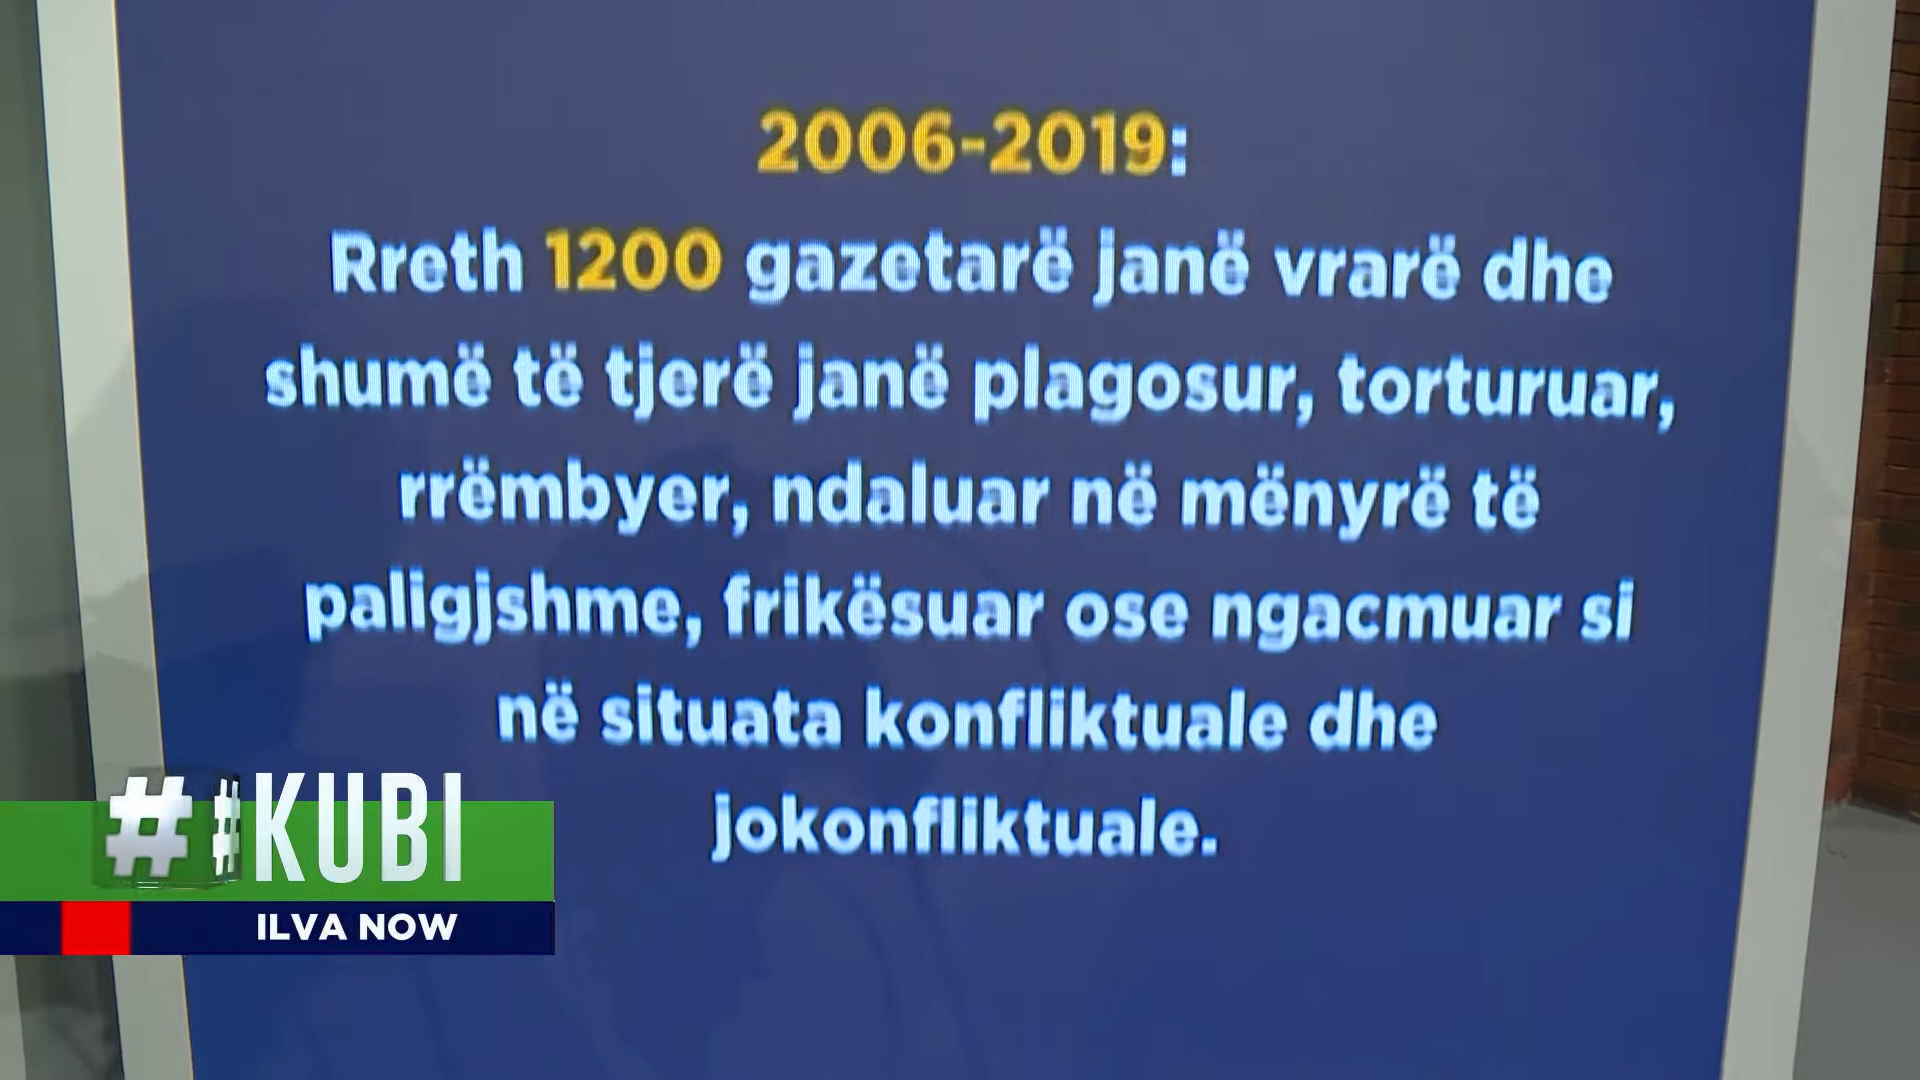 2006-2019:
Rreth 1200 gazetarë janë vrarë dhe
shumë të tjerë janë plagosur, torturuar,
rrëmbyer, ndaluar në mënyrë të
paligjshme, frikësuar ose ngacmuar si
në situata konfliktuale dhe
jokonfliktuale.
##KUBI
ILVA NOW